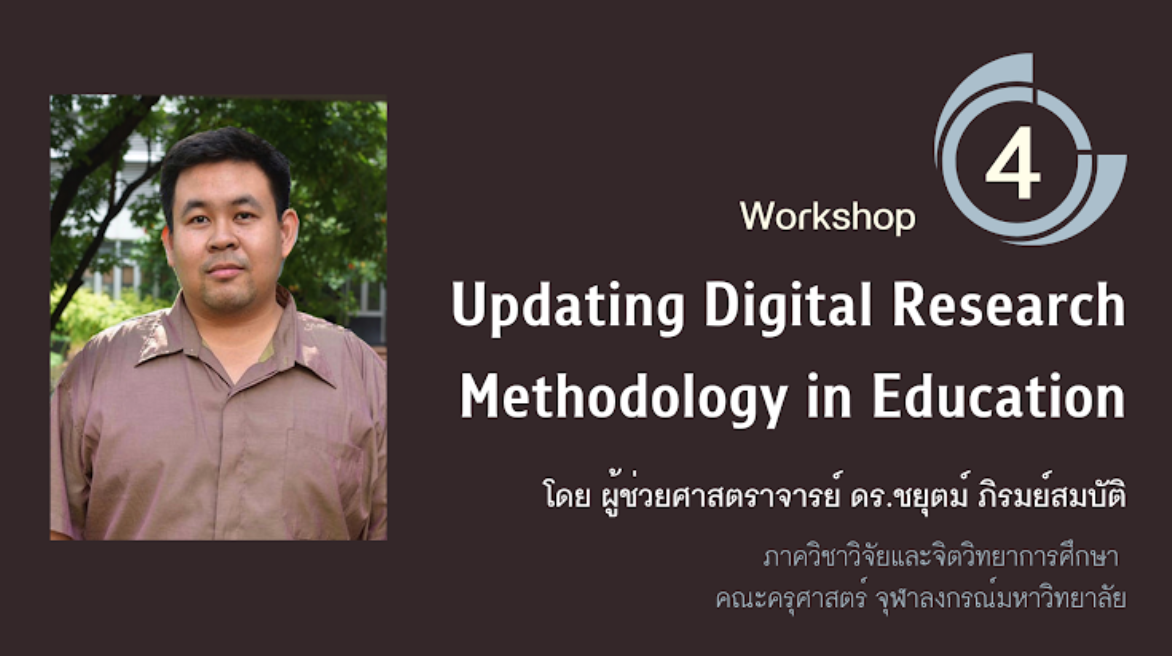 4
Workshop
Updating Digital Research
Methodology in Education
โดย ผู้ช่วยศาสตราจารย์ ดร.ชยุตม์ ภิรมย์สมบัติ
ภาควิชาวิจัยและจิตวิทยาการศึกษา
คณะครุศาสตร์ จุฬาลงกรณ์มหาวิทยาลัย